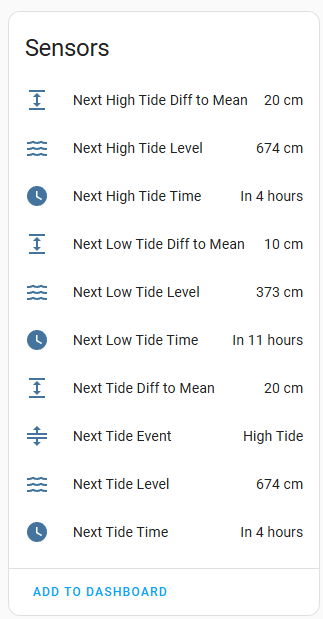 Sensors
Next High Tide Diff to Mean 20 cm
Next High Tide Level 674 cm
Next High Tide Time In 4 hours
Next Low Tide Diff to Mean 10 cm
Next Low Tide Level 373 cm
Next Low Tide Time In 11 hours
Next Tide Diff to Mean 20 cm
Next Tide Event High Tide
Next Tide Level 674 cm
Next Tide Time In 4 hours
ADD TO DASHBOARD